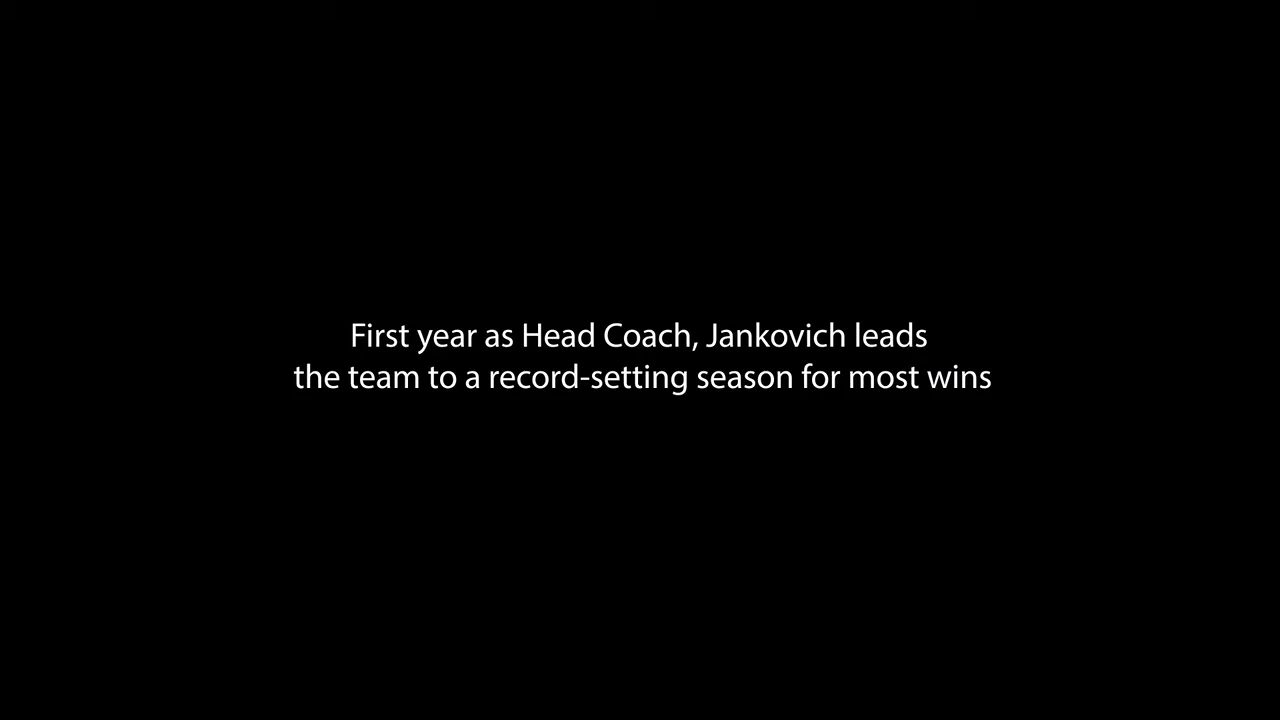 First year as Head Coach, Jankovich leads
the team to a record-setting season for most wins